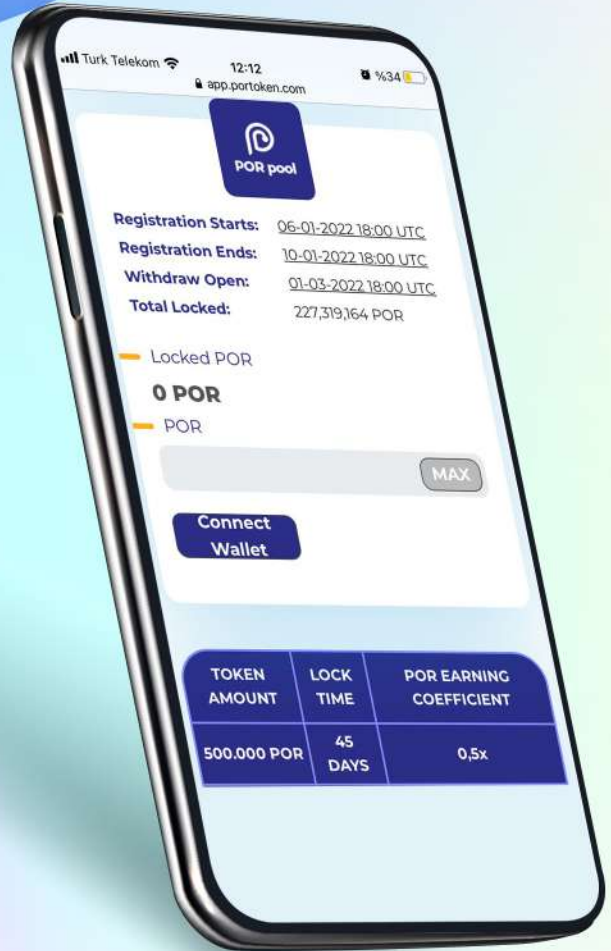 Turk Telekom
12:12
%34
app.portoken.com
POR pool
Registration Starts: 06-01-2022 18:00 UTC
Registration Ends: 10-01-2022 18:00 UTC
Withdraw Open: 01-03-2022 18:00 UTC
Total Locked: 227,319,164 POR
Locked POR
0 POR
POR
MAX
Connect
Wallet
TOKEN
AMOUNT
LOCK
TIME
POR EARNING
COEFFICIENT
500.000 POR
45
DAYS
0,5x